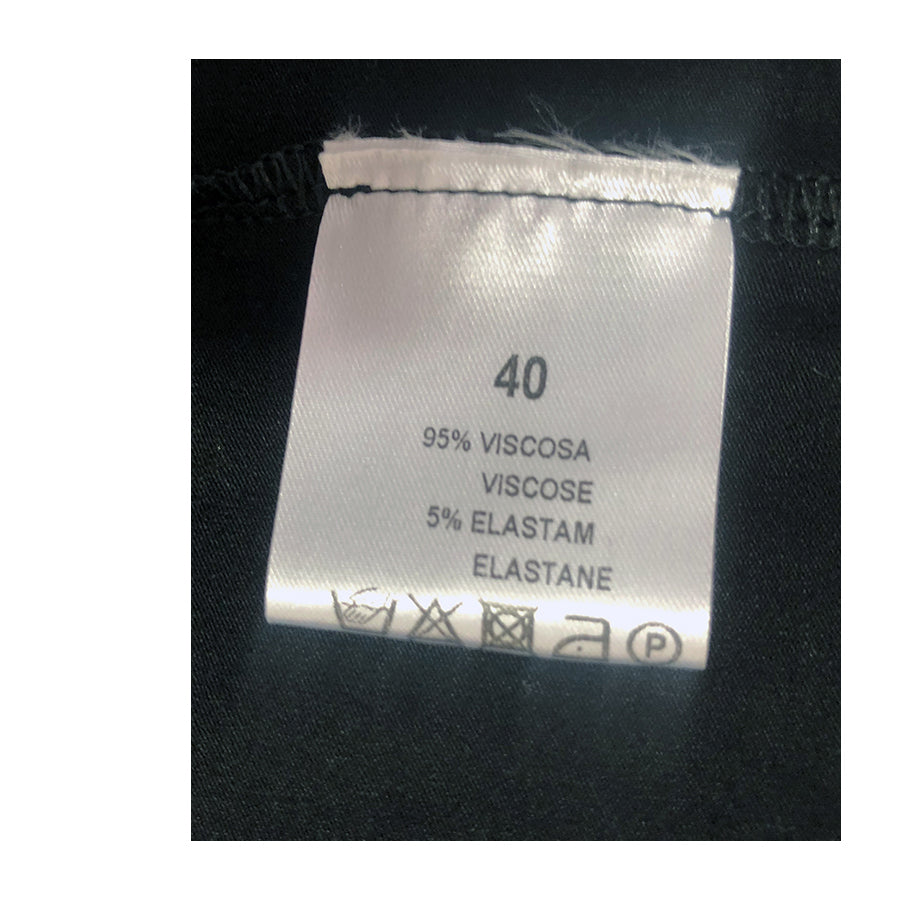 40
95% VISCOSA
VISCOSE
5% ELASTAM
ELASTANE
P